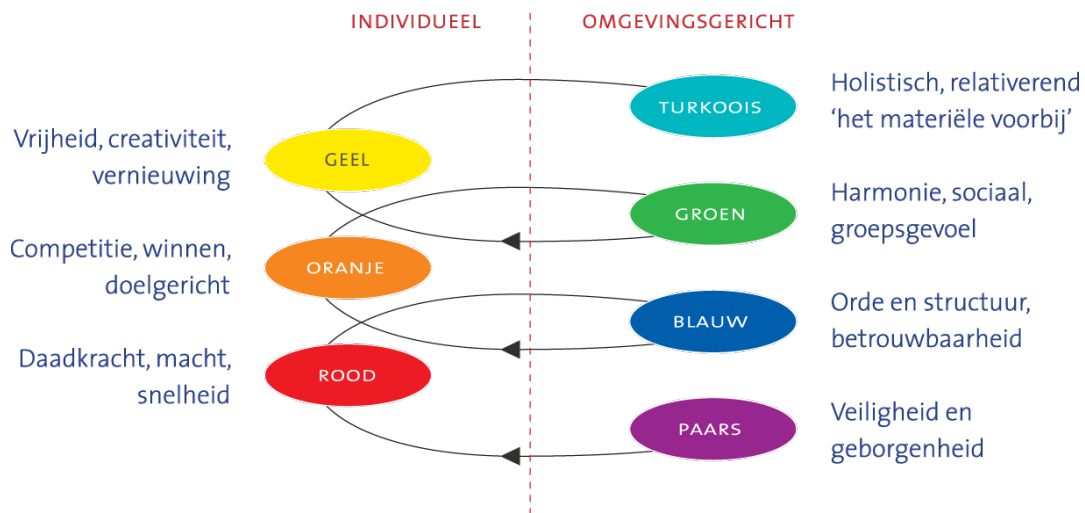 INDIVIDUEEL
OMGEVINGSGERICHT
TURKOOIS
Holistisch, relativerend
‘het materiële voorbij’
Vrijheid, creativiteit,
vernieuwing
GEEL
GROEN
Harmonie, sociaal,
groepsgevoel
Competitie, winnen,
doelgericht
ORANJE
BLAUW
Orde en structuur,
betrouwbaarheid
Daadkracht, macht,
snelheid
ROOD
PAARS
Veiligheid en
geborgenheid